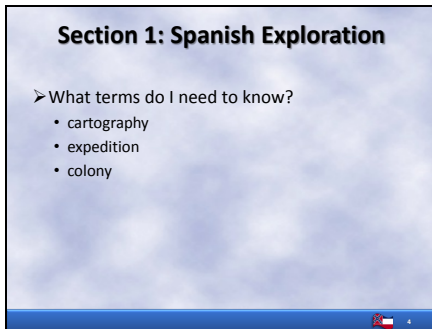 Section 1: Spanish Exploration
➢What terms do I need to know?
• cartography
• expedition
• colony
4